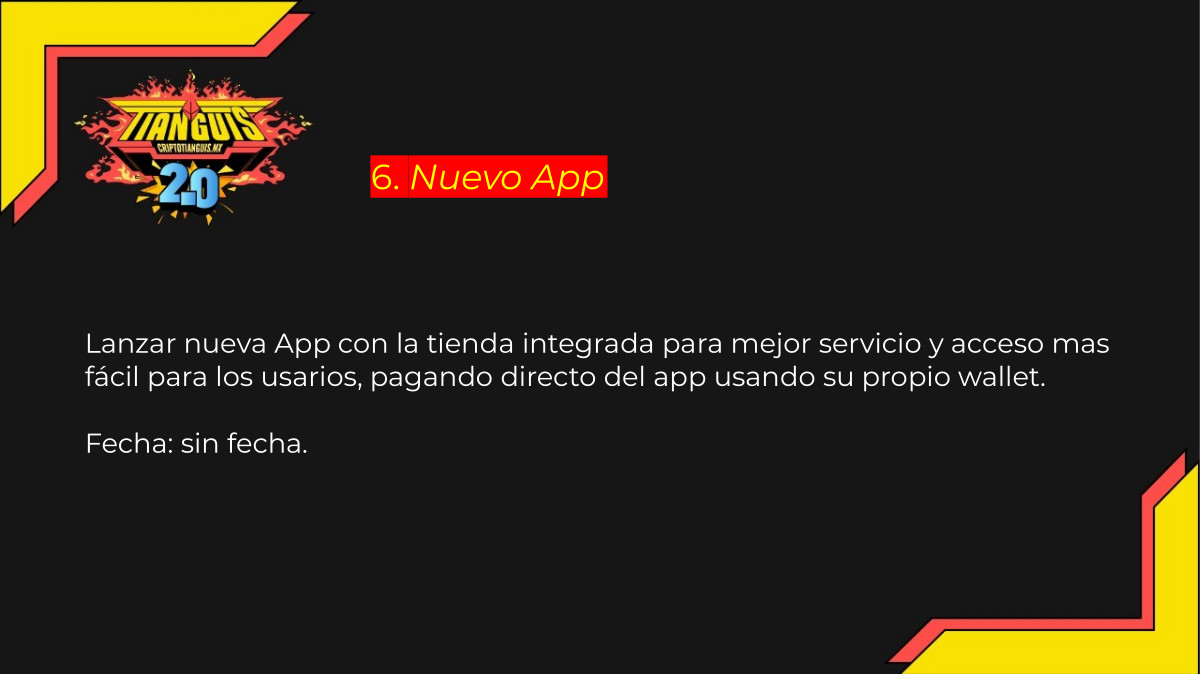 TIANGUIS
CRIPTOTIANGUIS.MX
2.0
6. Nuevo App
Lanzar nueva App con la tienda integrada para mejor servicio y acceso mas
fácil para los usarios, pagando directo del app usando su propio wallet.
Fecha: sin fecha.